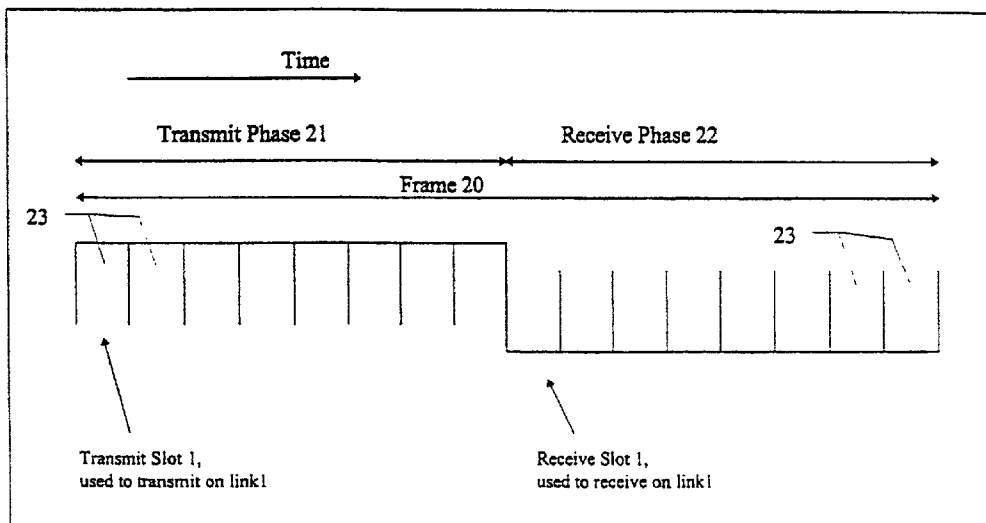 Time
Transmit Phase 21
Receive Phase 22
Frame 20
23
23
Transmit Slot 1,
used to transmit on link1
Receive Slot 1,
used to receive on link1